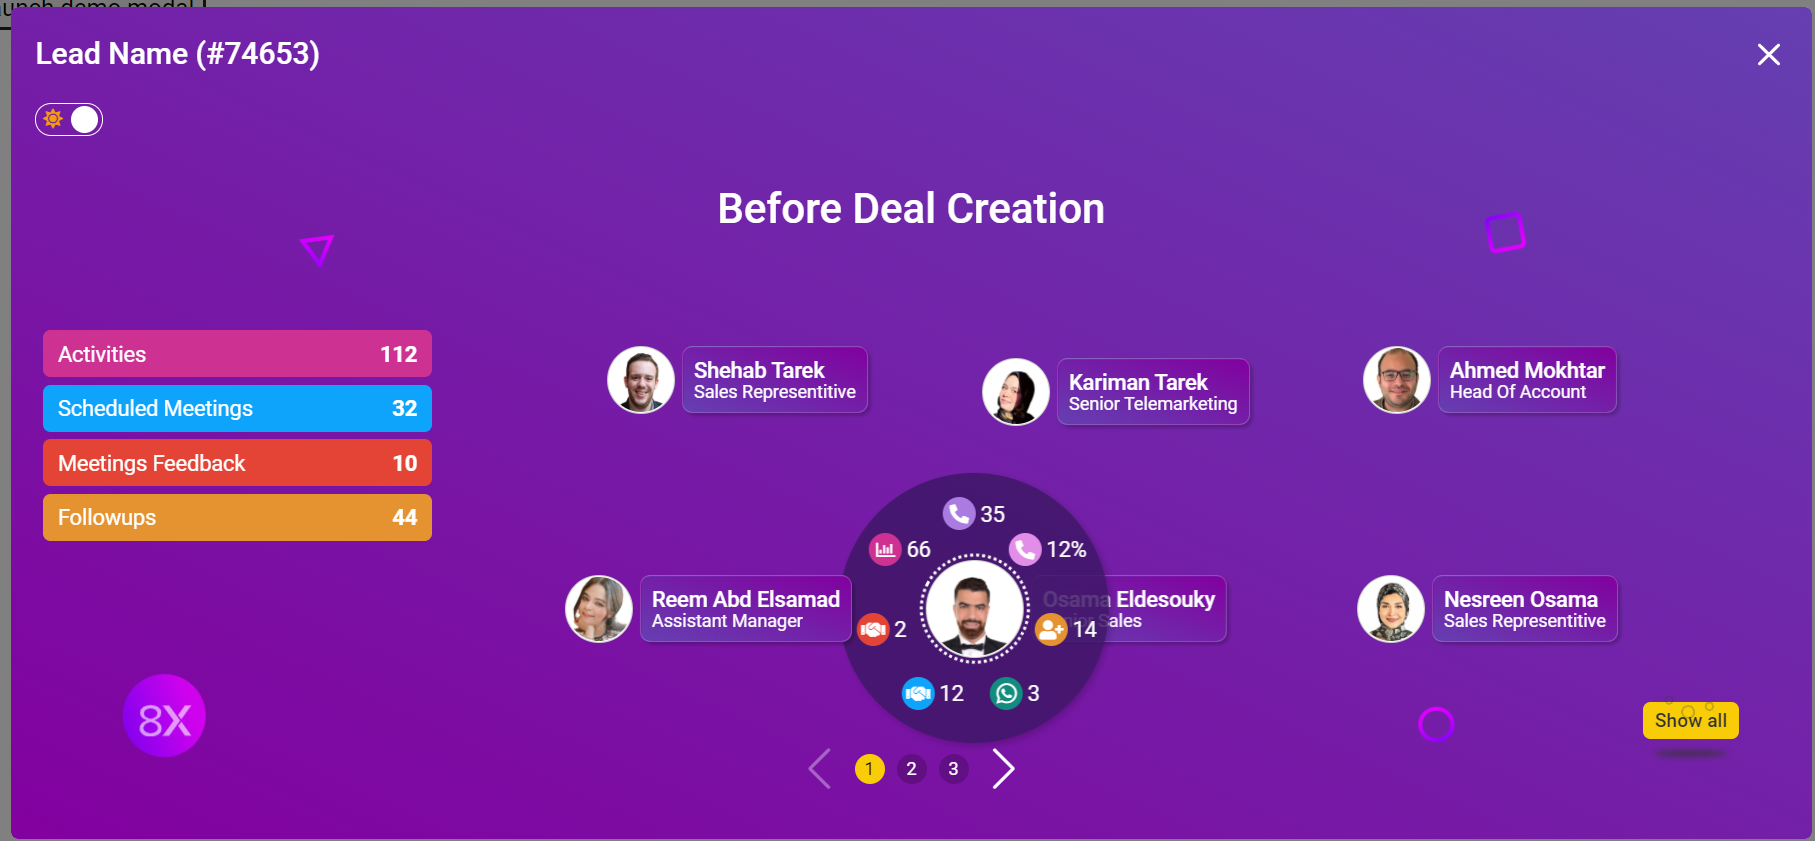 Lead Name (#74653)
Before Deal Creation
Activities 112
Scheduled Meetings 32
Meetings Feedback 10
Followups 44
Shehab Tarek
Sales Representitive
Kariman Tarek
Senior Telemarketing
Ahmed Mokhtar
Head Of Account
35
66
12%
Reem Abd Elsamad
Assistant Manager
Osama Eldesouky
Sales
2
14
12
3
Nesreen Osama
Sales Representitive
8X
Show all
1 2 3